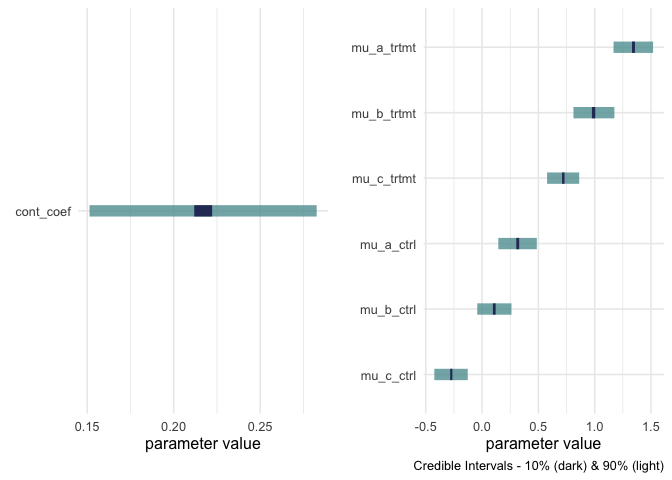 cont_coef
0.15 0.20 0.25
parameter value
mu_a_trtmt
mu_b_trtmt
mu_c_trtmt
mu_a_ctrl
mu_b_ctrl
mu_c_ctrl
-0.5 0.0 0.5 1.0 1.5
parameter value
Credible Intervals - 10% (dark) & 90% (light)